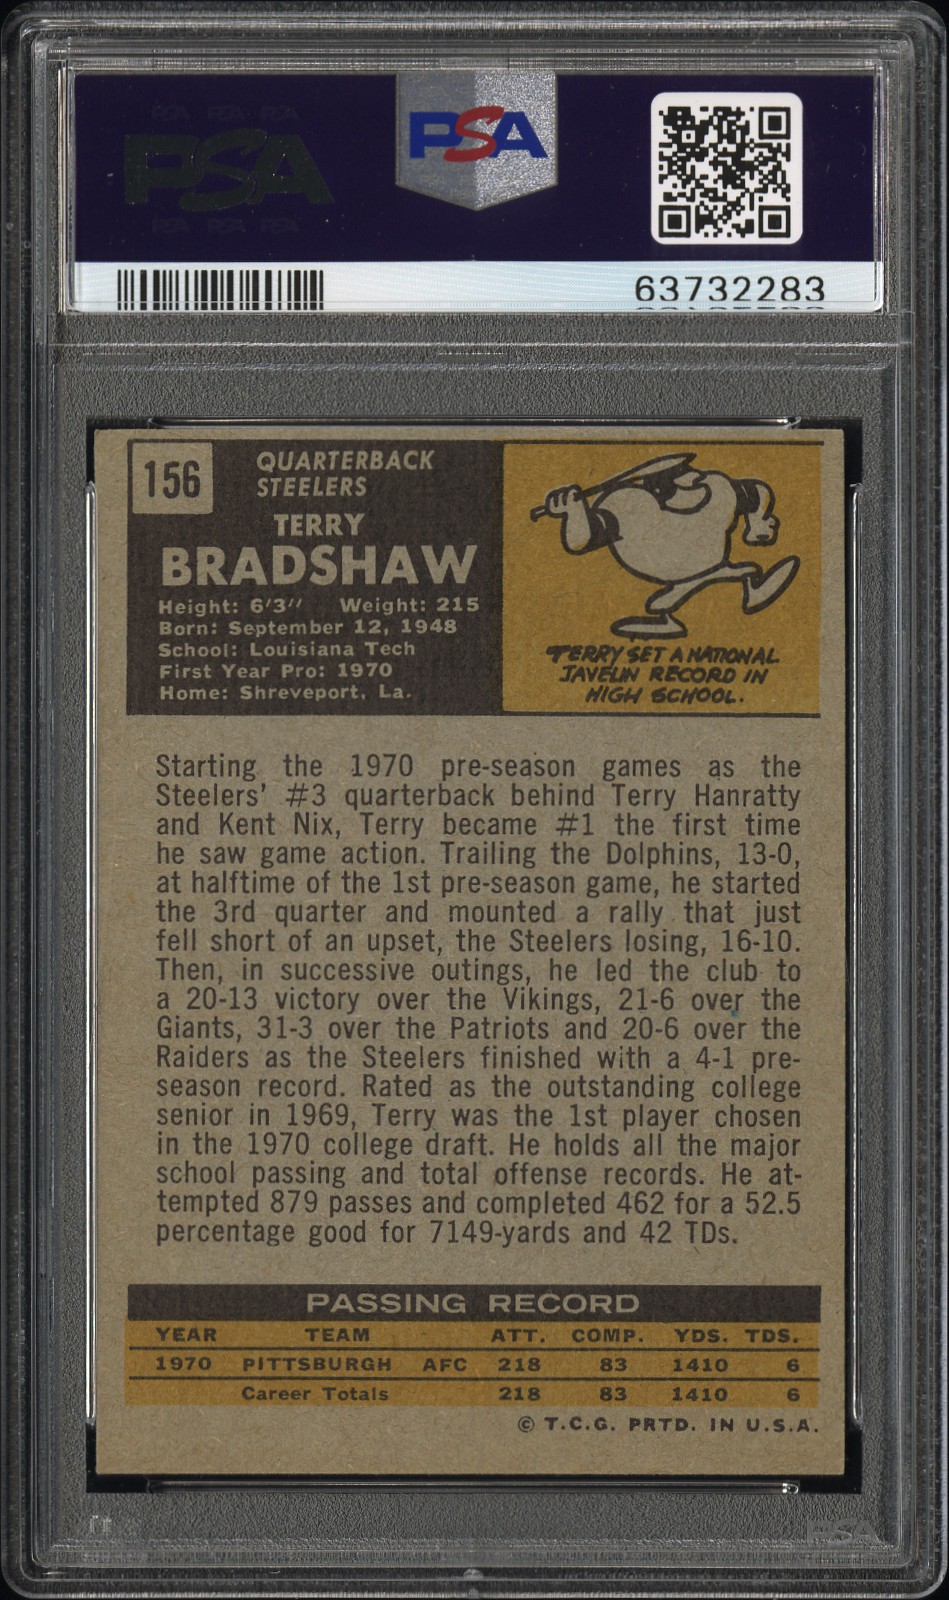 PSA PSA PSA
PSA
PSA
PSA PSA PSA
63732283
156
QUARTERBACK
STEELERS
TERRY
BRADSHAW
Height: 6'3" Weight: 215
Born: September 12, 1948
School: Louisiana Tech
First Year Pro: 1970
Home: Shreveport, La.
TERRY SET A NATIONAL
JAVELIN RECORD IN
HIGH SCHOOL.
Starting the 1970 pre-season games as the
Steelers' #3 quarterback behind Terry Hanratty
and Kent Nix, Terry became #1 the first time
he saw game action. Trailing the Dolphins, 13-0,
at halftime of the 1st pre-season game, he started
the 3rd quarter and mounted a rally that just
fell short of an upset, the Steelers losing, 16-10.
Then, in successive outings, he led the club to
a 20-13 victory over the Vikings, 21-6 over the
Giants, 31-3 over the Patriots and 20-6 over the
Raiders as the Steelers finished with a 4-1 pre-
season record. Rated as the outstanding college
senior in 1969, Terry was the 1st player chosen
in the 1970 college draft. He holds all the major
school passing and total offense records. He at-
tempted 879 passes and completed 462 for a 52.5
percentage good for 7149-yards and 42 TDs.
PASSING RECORD
YEAR TEAM ATT. COMP. YDS. TDS.
1970 PITTSBURGH AFC 218 83 1410 6
Career Totals 218 83 1410 6
© T.C.G. PRTD. IN U.S.A.
PSA